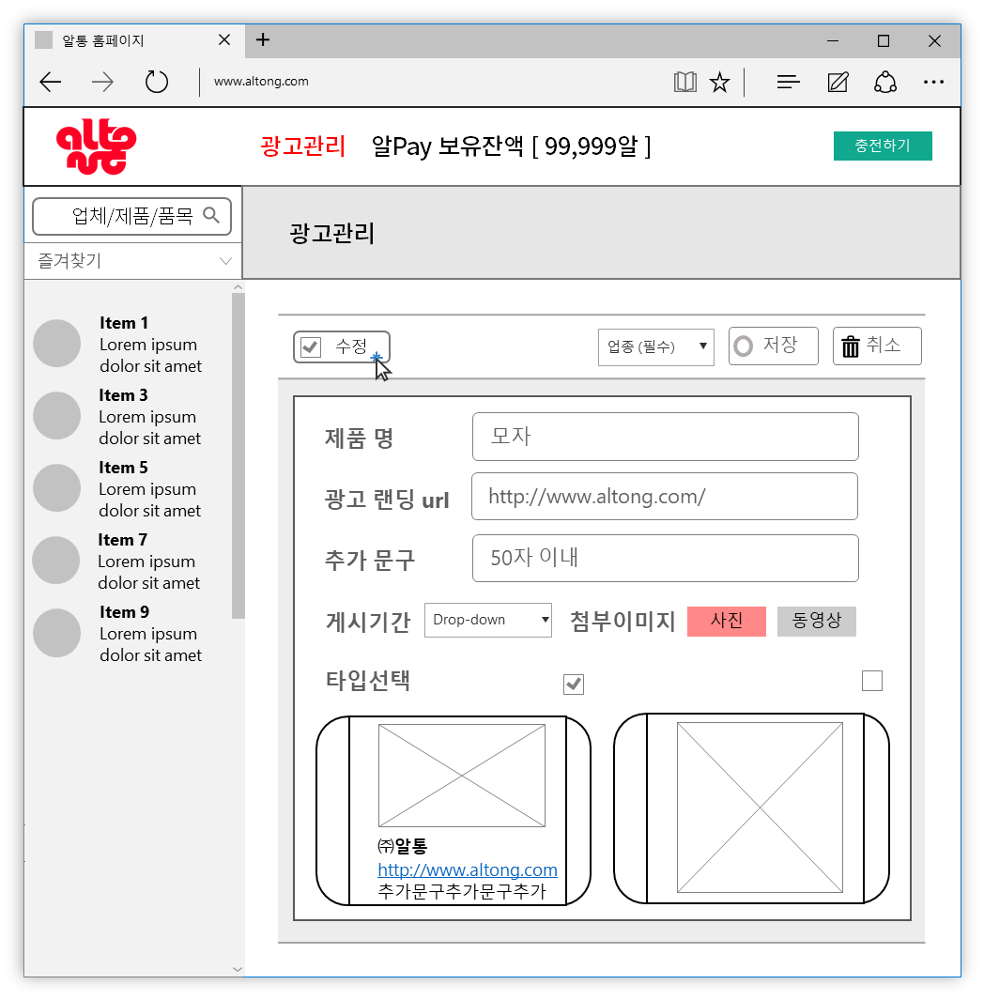 알통 홈페이지
www.altong.com
altong
광고관리 알Pay 보유잔액 [ 99,999알 ]
충전하기
업체/제품/품목
즐겨찾기
광고관리
Item 1
Lorem ipsum
dolor sit amet
Item 3
Lorem ipsum
dolor sit amet
Item 5
Lorem ipsum
dolor sit amet
Item 7
Lorem ipsum
dolor sit amet
Item 9
Lorem ipsum
dolor sit amet
수정
업종 (필수)
저장
취소
제품 명
모자
광고 랜딩 url
http://www.altong.com/
추가 문구
50자 이내
게시기간
Drop-down
첨부이미지
사진
동영상
타입선택
㈜알통
http://www.altong.com
추가문구추가문구추가